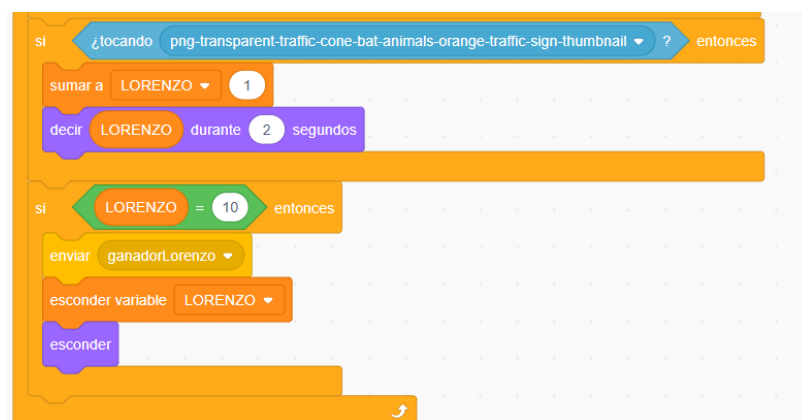 si ¿tocando png-transparent-traffic-cone-bat-animals-orange-traffic-sign-thumbnail ? entonces
sumar a LORENZO 1
decir LORENZO durante 2 segundos
si LORENZO = 10 entonces
enviar ganadorLorenzo
esconder variable LORENZO
esconder